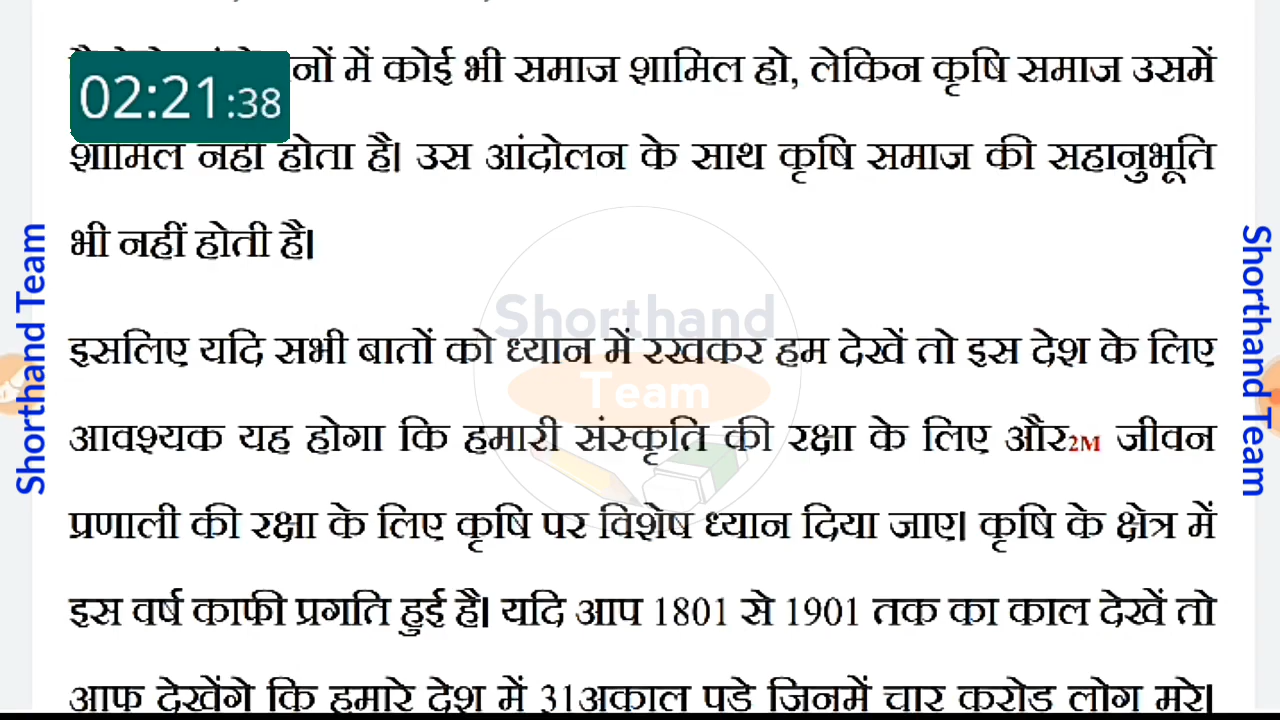 02:21:38
नों में कोई भी समाज शामिल हो, लेकिन कृषि समाज उसमें
शामिल नहीं होता है। उस आंदोलन के साथ कृषि समाज की सहानुभूति
भी नहीं होती है।
इसलिए यदि सभी बातों को ध्यान में रखकर हम देखें तो इस देश के लिए
आवश्यक यह होगा कि हमारी संस्कृति की रक्षा के लिए और2M जीवन
प्रणाली की रक्षा के लिए कृषि पर विशेष ध्यान दिया जाए। कृषि के क्षेत्र में
इस वर्ष काफी प्रगति हुई है। यदि आप 1801 से 1901 तक का काल देखें तो
आफ देखेंगे कि हमारे देश में 31अकाल पडे जिनमें चार करोड लोग मरे।
Shorthand Team
Shorthand
Team
Shorthand Team